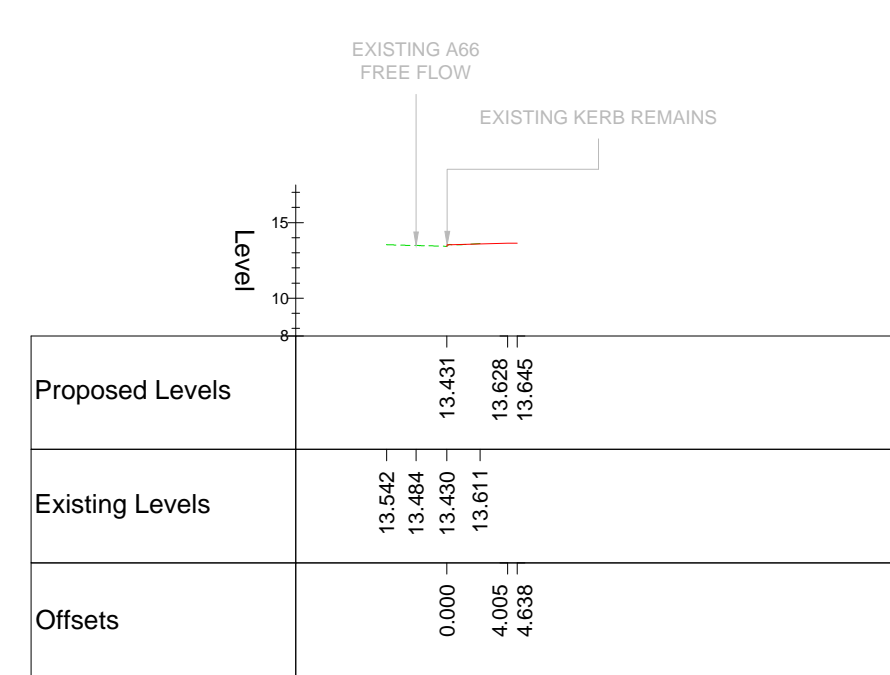 EXISTING A66
FREE FLOW
EXISTING KERB REMAINS
Level
15
10
8
Proposed Levels
13.431
13.628
13.645
Existing Levels
13.542
13.484
13.430
13.611
Offsets
0.000
4.005
4.638